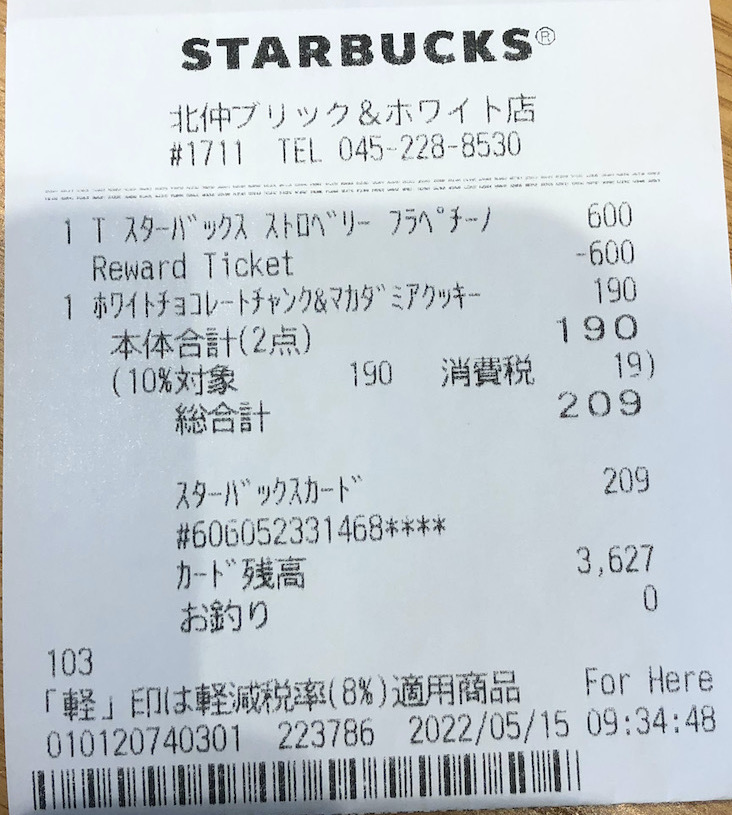 STARBUCKS®
北仲ブリック&ホワイト店
#1711 TEL 045-228-8530
1 T スターバックス ストロベリー フラペチーノ 600
Reward Ticket -600
1 ホワイトチョコレートチャンク&マカダミアクッキー 190
本体合計(2点) 190
(10%対象 190 消費税 19)
総合計 209
スターバックスカード 209
#606052331468****
カード残高 3,627
お釣り 0
103
「軽」印は軽減税率(8%)適用商品 For Here
010120740301 223786 2022/05/15 09:34:48